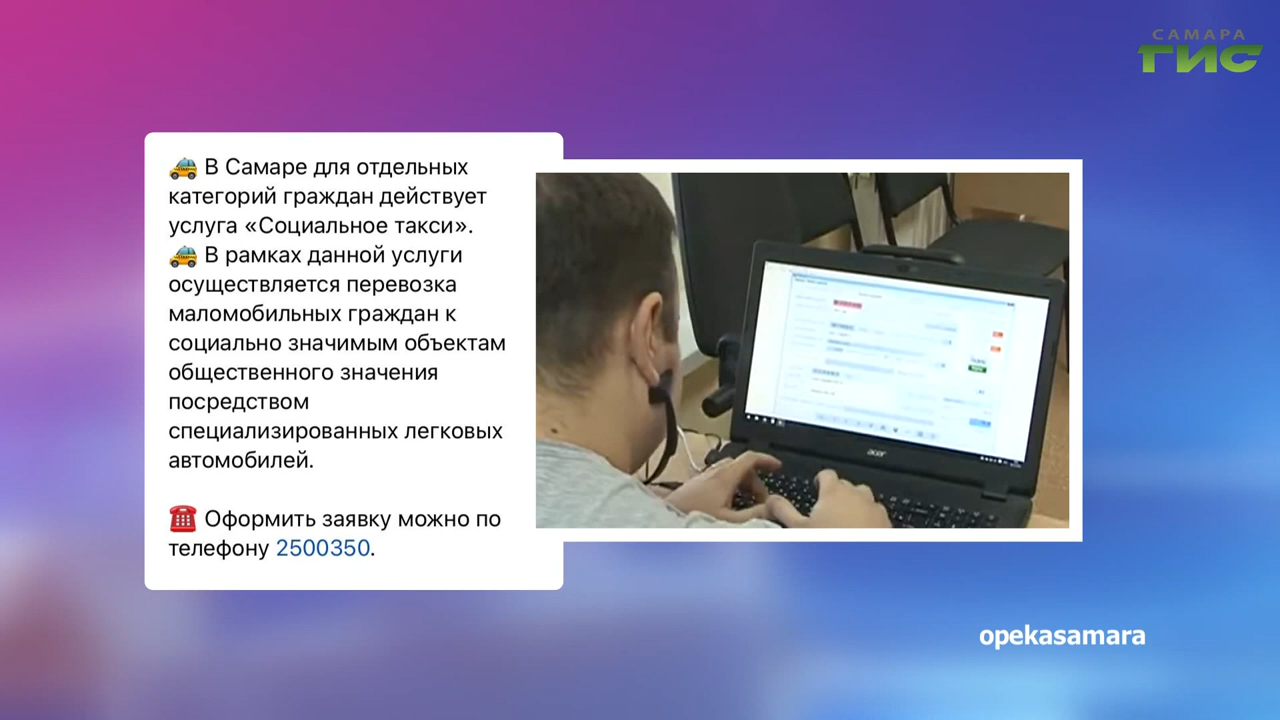 САМАРА
ГИС
🚕 В Самаре для отдельных
категорий граждан действует
услуга «Социальное такси».
🚕 В рамках данной услуги
осуществляется перевозка
маломобильных граждан к
социально значимым объектам
общественного значения
посредством
специализированных легковых
автомобилей.
☎️ Оформить заявку можно по
телефону 2500350.
acer
opekasamara